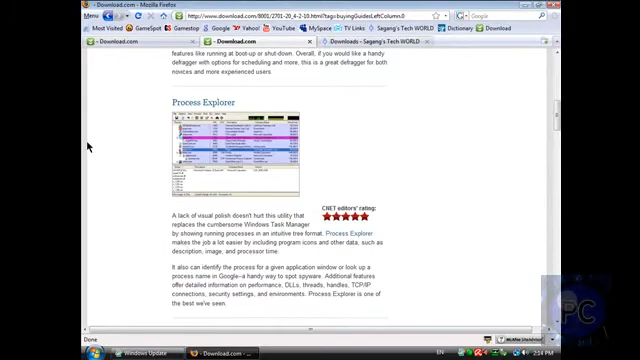 Download.com - Mozilla Firefox
Menu
http://www.download.com/8001/2701-20_4-2-10.html?tag=buyingGuidesLeftColumn.0
Google
Most Visited GameSpot Download YouTube MySpace Sagang's Tech WORLD Dictionary Download
Download.com Download.com Downloads - Sagang's Tech WORLD
features like running at boot-up or shut-down. Overall, if you would like a handy
defragger with options for scheduling and more, this is a great defragger for both
novices and more experienced users
Process Explorer
CNET editors' rating:
A lack of visual polish doesn't hurt this utility that
replaces the cumbersome Windows Task Manager
by showing running processes in an intuitive tree format. Process Explorer
makes the job a lot easier by including program icons and other data, such as
description, image, and processor time.
It also can identify the process for a given application window or look up a
process name in Google--a handy way to spot spyware. Additional features
offer detailed information on performance, DLLs, threads, handles, TCP/IP
connections, security settings, and environments. Process Explorer is one of
the best we've seen.
Done
McAfee SiteAdvisor
Windows Update
Download.com - ...
EN
2:14 PM
PC